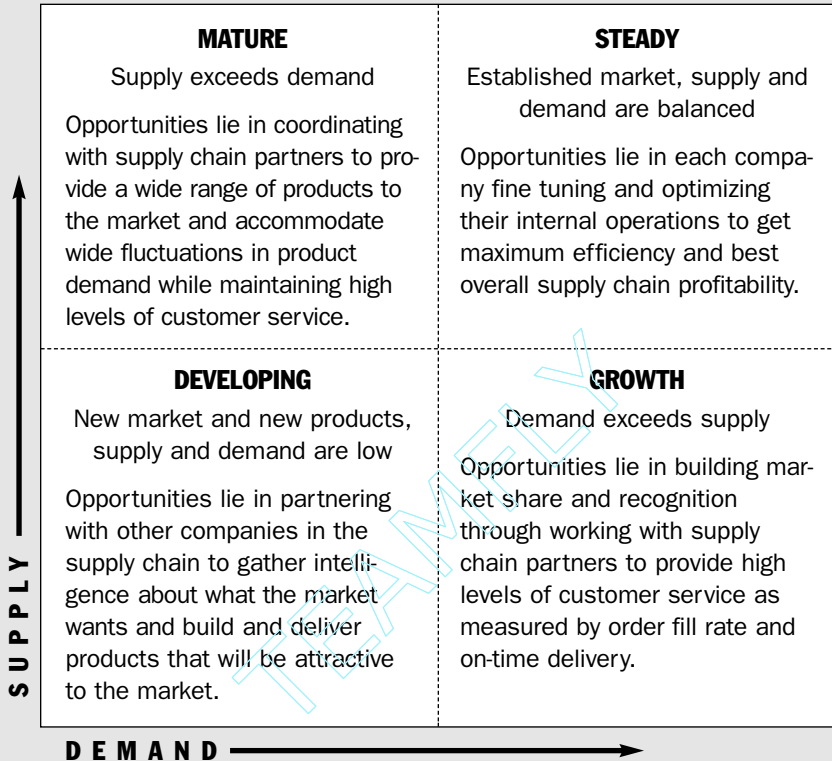 MATURE
Supply exceeds demand
Opportunities lie in coordinating
with supply chain partners to pro-
vide a wide range of products to
the market and accommodate
wide fluctuations in product
demand while maintaining high
levels of customer service.
STEADY
Established market, supply and
demand are balanced
Opportunities lie in each compa-
ny fine tuning and optimizing
their internal operations to get
maximum efficiency and best
overall supply chain profitability.
DEVELOPING
New market and new products,
supply and demand are low
Opportunities lie in partnering
with other companies in the
supply chain to gather intelli-
gence about what the market
wants and build and deliver
products that will be attractive
to the market.
GROWTH
Demand exceeds supply
Opportunities lie in building mar-
ket share and recognition
through working with supply
chain partners to provide high
levels of customer service as
measured by order fill rate and
on-time delivery.
SUPPLY
DEMAND
TEAMFLY